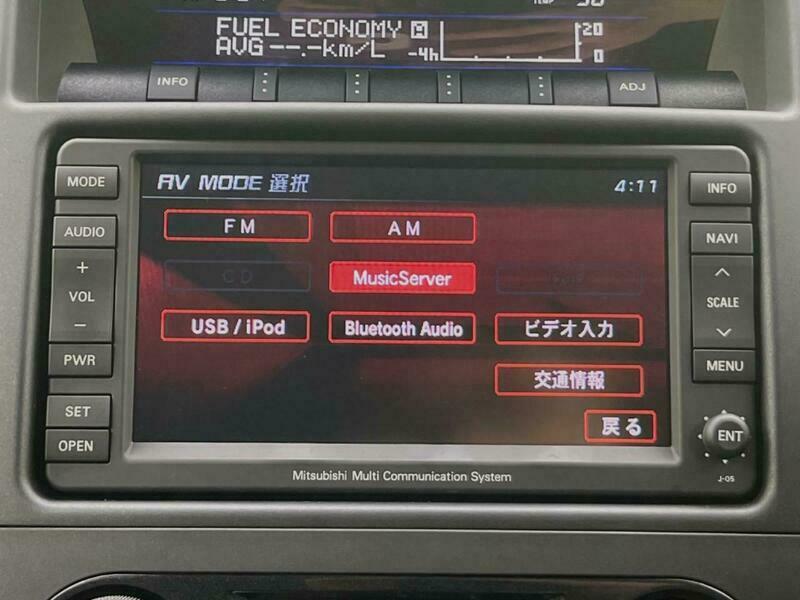 FUEL ECONOMY
AVG --.-km/L -4h 20 0
INFO ADJ
MODE
AUDIO
+
VOL
−
PWR
SET
OPEN
AV MODE 選択 4:11
FM AM
CD MusicServer
USB / iPod Bluetooth Audio ビデオ入力
交通情報
戻る
INFO
NAVI
SCALE
MENU
ENT
J-05
Mitsubishi Multi Communication System